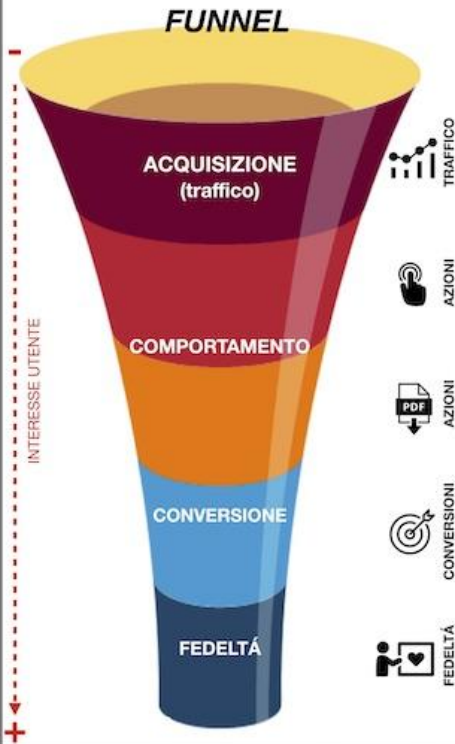 FUNNEL
-
ACQUISIZIONE
(traffico)
TRAFFICO
AZIONI
INTERESSE UTENTE
COMPORTAMENTO
PDF
AZIONI
CONVERSIONE
CONVERSIONI
FEDELTÁ
FEDELTÁ
+